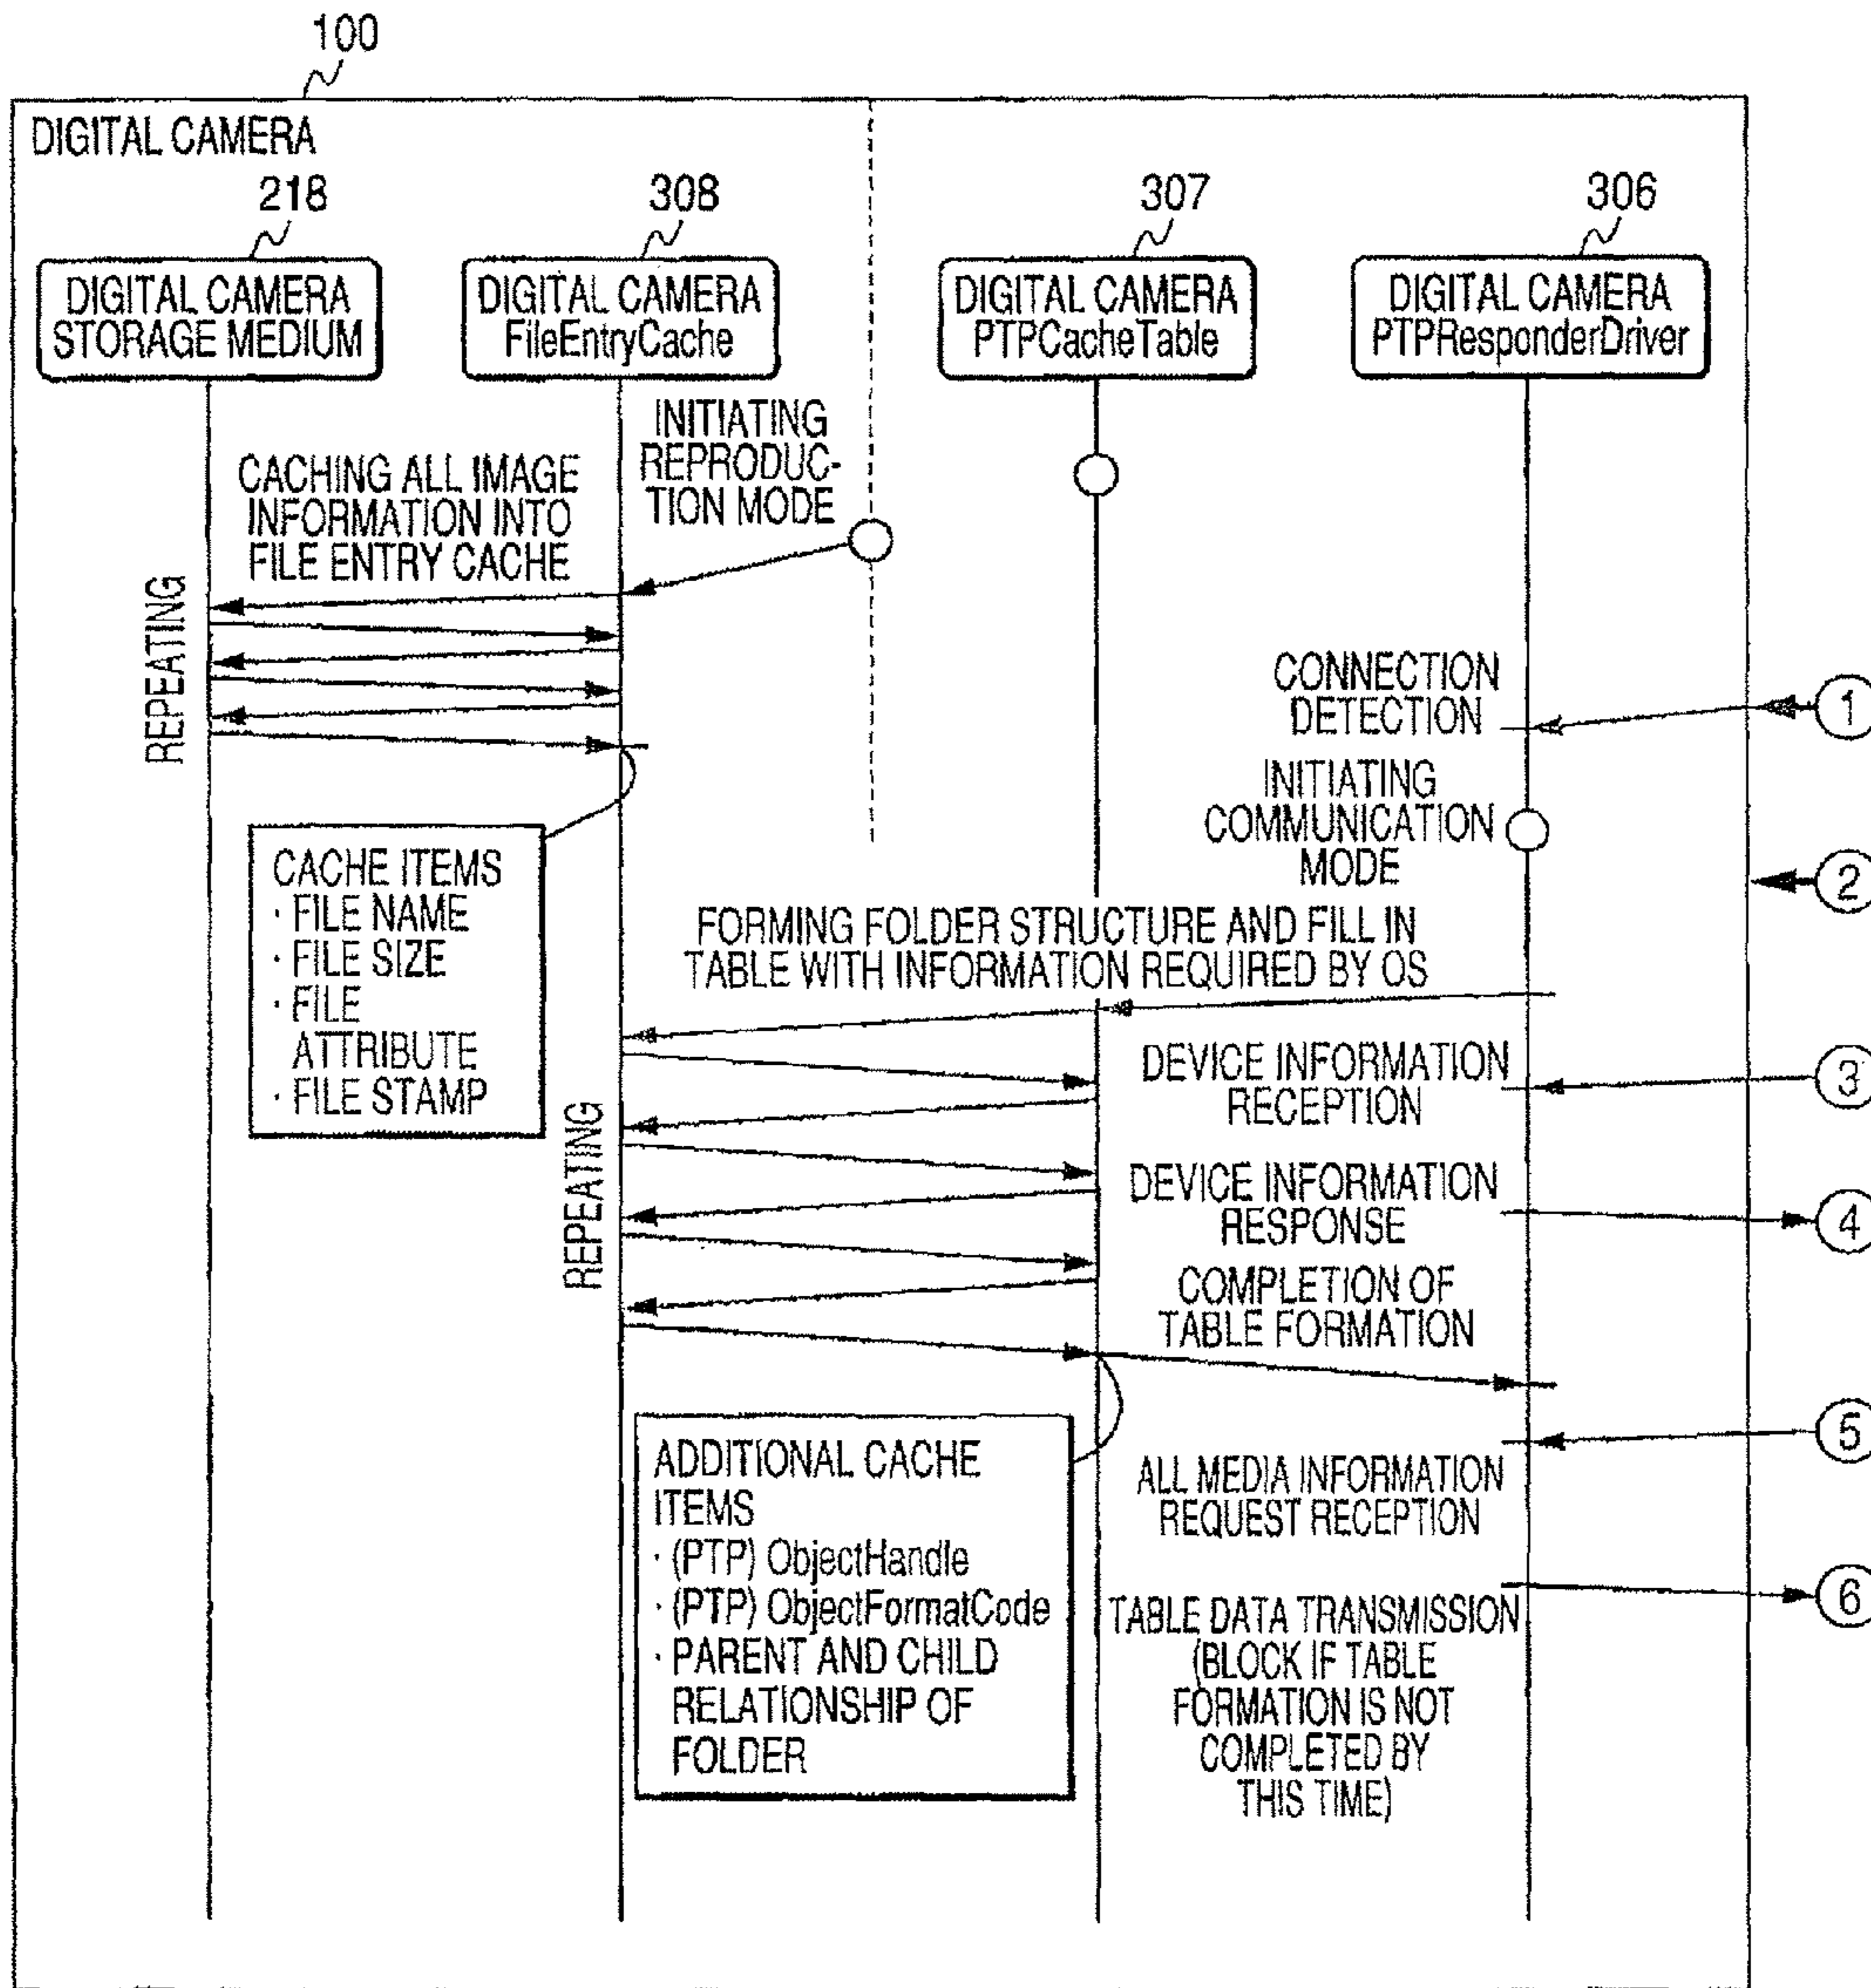 100
DIGITAL CAMERA
218
308
307
306
DIGITAL CAMERA
STORAGE MEDIUM
DIGITAL CAMERA
FileEntryCache
DIGITAL CAMERA
PTPCacheTable
DIGITAL CAMERA
PTPResponderDriver
INITIATING
REPRODUC-
TION MODE
CACHING ALL IMAGE
INFORMATION INTO
FILE ENTRY CACHE
REPEATING
CONNECTION
DETECTION
1
INITIATING
COMMUNICATION
MODE
2
CACHE ITEMS
· FILE NAME
· FILE SIZE
· FILE
ATTRIBUTE
· FILE STAMP
FORMING FOLDER STRUCTURE AND FILL IN
TABLE WITH INFORMATION REQUIRED BY OS
REPEATING
DEVICE INFORMATION
RECEPTION
3
DEVICE INFORMATION
RESPONSE
4
COMPLETION OF
TABLE FORMATION
ADDITIONAL CACHE
ITEMS
· (PTP) ObjectHandle
· (PTP) ObjectFormatCode
· PARENT AND CHILD
RELATIONSHIP OF
FOLDER
5
ALL MEDIA INFORMATION
REQUEST RECEPTION
6
TABLE DATA TRANSMISSION
(BLOCK IF TABLE
FORMATION IS NOT
COMPLETED BY
THIS TIME)